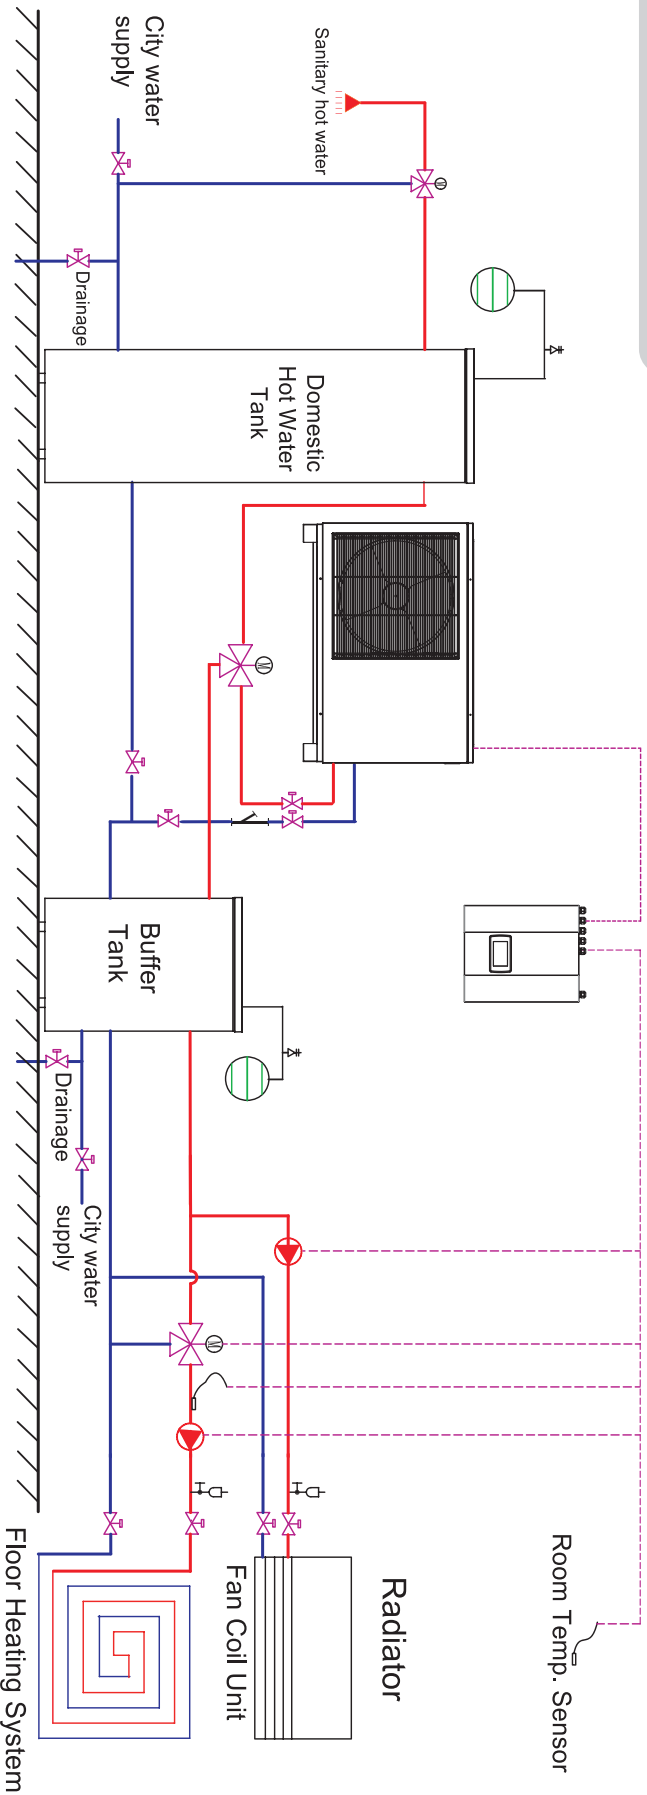 City water
supply
Sanitary hot water
Drainage
Domestic
Hot Water
Tank
Buffer
Tank
Drainage
City water
supply
Radiator
Fan Coil Unit
Floor Heating System
Room Temp. Sensor